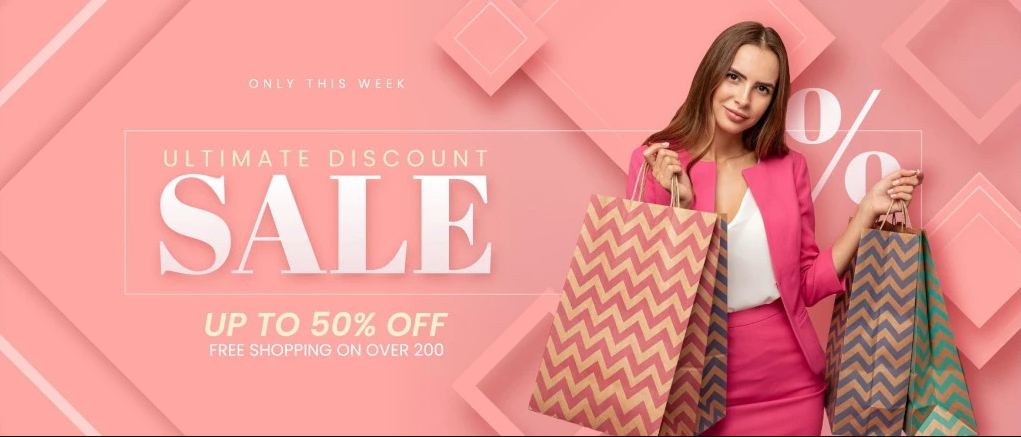 ONLY THIS WEEK
ULTIMATE DISCOUNT
SALE
%
UP TO 50% OFF
FREE SHOPPING ON OVER 200